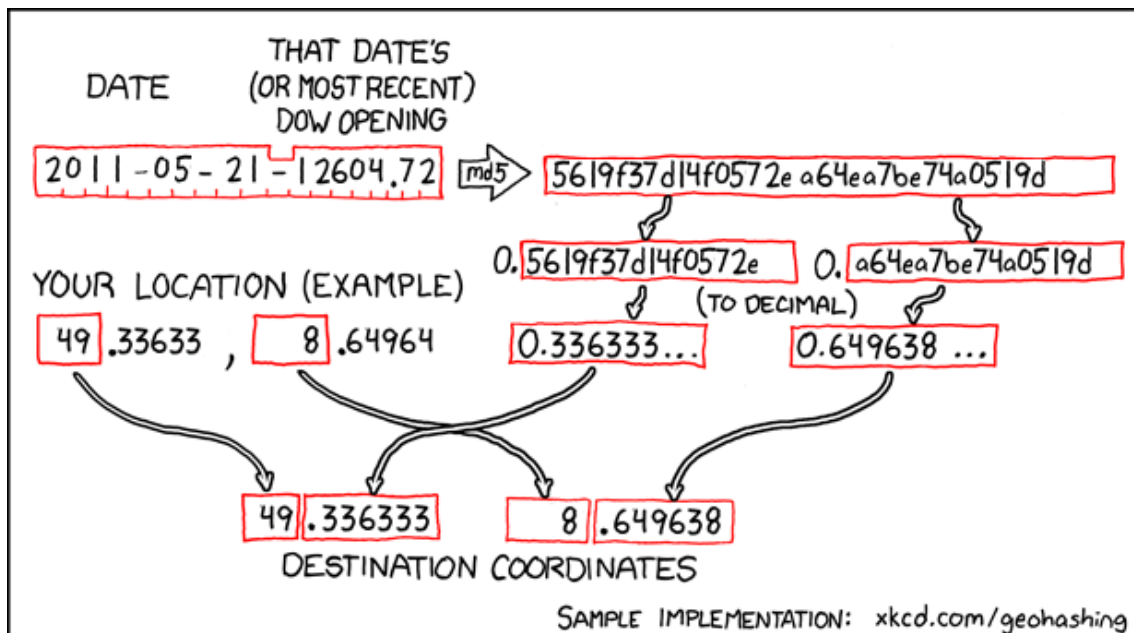 DATE
THAT DATE'S
(OR MOST RECENT)
DOW OPENING
2011-05-21-12604.72
md5
5619f37d14f0572e a64ea7be74a0519d
0.5619f37d14f0572e
0. a64ea7be74a0519d
(TO DECIMAL)
YOUR LOCATION (EXAMPLE)
49.33633 , 8.64964
0.336333...
0.649638 ...
49.336333
8.649638
DESTINATION COORDINATES
SAMPLE IMPLEMENTATION: xkcd.com/geohashing